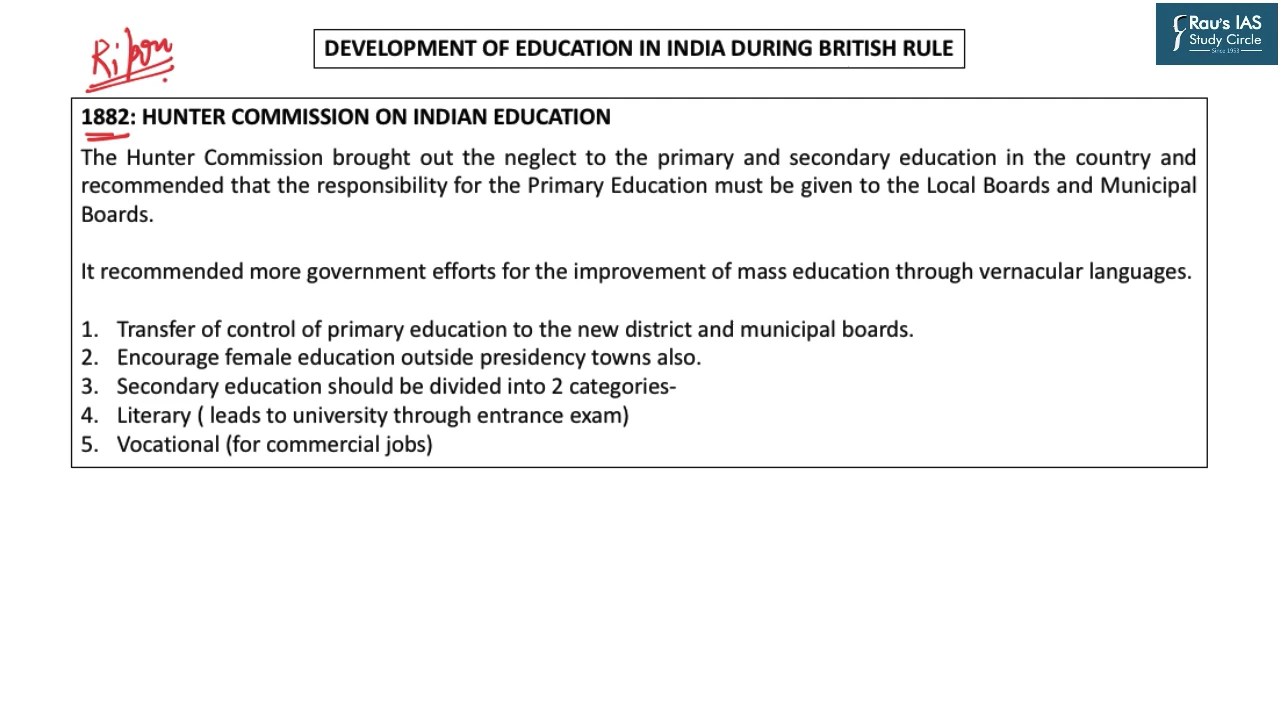 Ripon
DEVELOPMENT OF EDUCATION IN INDIA DURING BRITISH RULE
Rau's IAS
Study Circle
Since 1953
1882: HUNTER COMMISSION ON INDIAN EDUCATION
The Hunter Commission brought out the neglect to the primary and secondary education in the country and
recommended that the responsibility for the Primary Education must be given to the Local Boards and Municipal
Boards.
It recommended more government efforts for the improvement of mass education through vernacular languages.
1. Transfer of control of primary education to the new district and municipal boards.
2. Encourage female education outside presidency towns also.
3. Secondary education should be divided into 2 categories-
4. Literary ( leads to university through entrance exam)
5. Vocational (for commercial jobs)